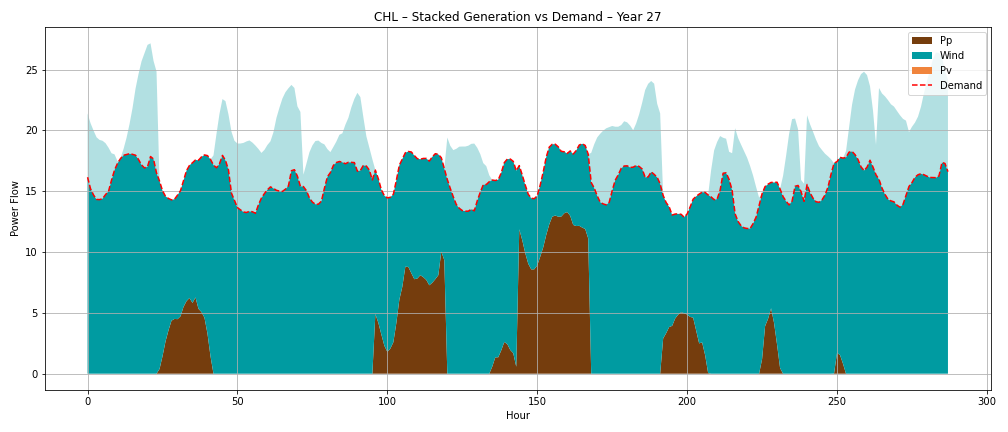 CHL – Stacked Generation vs Demand – Year 27
Pp
Wind
Pv
Demand
Power Flow
25
20
15
10
5
0
0 50 100 150 200 250 300
Hour